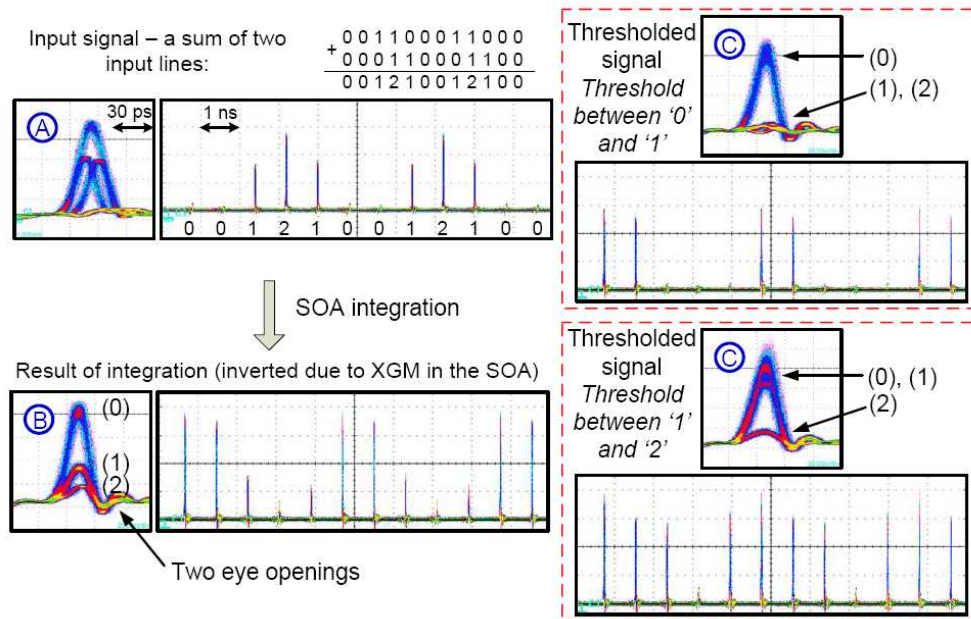 Input signal – a sum of two
input lines:
0 0 1 1 0 0 0 1 1 0 0 0
+
0 0 0 1 1 0 0 0 1 1 0 0
0 0 1 2 1 0 0 1 2 1 0 0
A
30 ps
1 ns
0 0 1 2 1 0 0 1 2 1 0 0
SOA integration
Result of integration (inverted due to XGM in the SOA)
B
(0)
(1)
(2)
Two eye openings
Thresholded
signal
Threshold
between ‘0’
and ‘1’
C
(0)
(1), (2)
Thresholded
signal
Threshold
between ‘1’
and ‘2’
C
(0), (1)
(2)